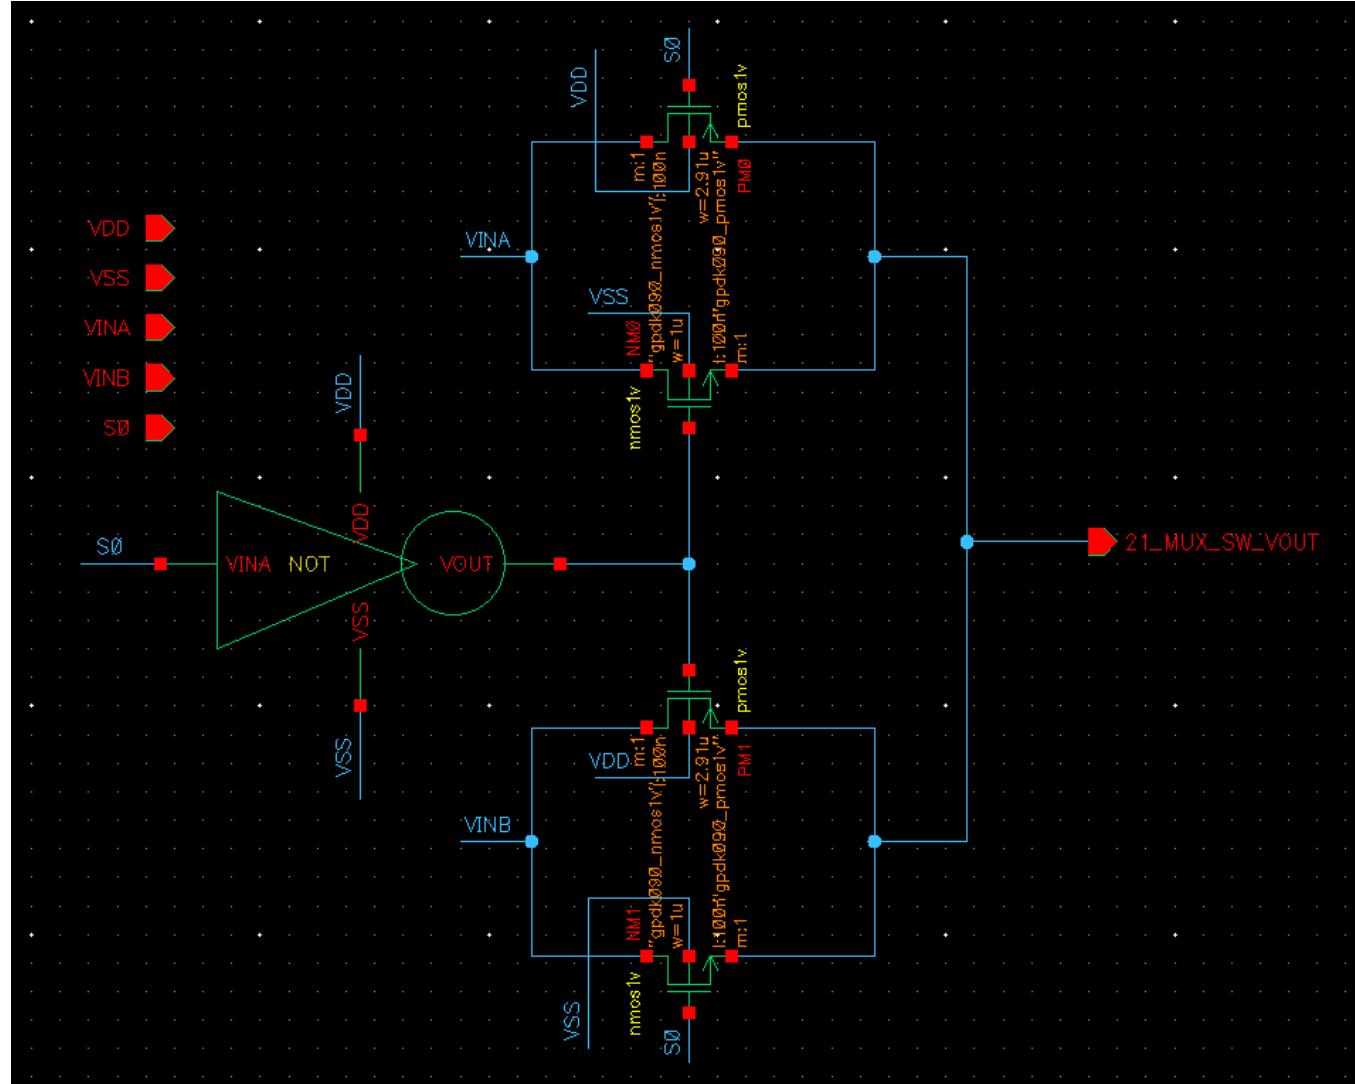 S0
VDD
pmos1v
m:1
l:100n
w=2.91u
"gpdk090_pmos1v"
PM0
VDD
VSS
VINA
VINB
S0
VINA
VSS
NM0
"gpdk090_nmos1v"
w=1u
l:100n
m:1
nmos1v
VDD
S0
VINA
NOT
VDD
VSS
VOUT
VSS
21_MUX_SW_VOUT
pmos1v
m:1
l:100n
w=2.91u
"gpdk090_pmos1v"
PM1
VDD
VINB
NM1
"gpdk090_nmos1v"
w=1u
l:100n
m:1
nmos1v
VSS
S0